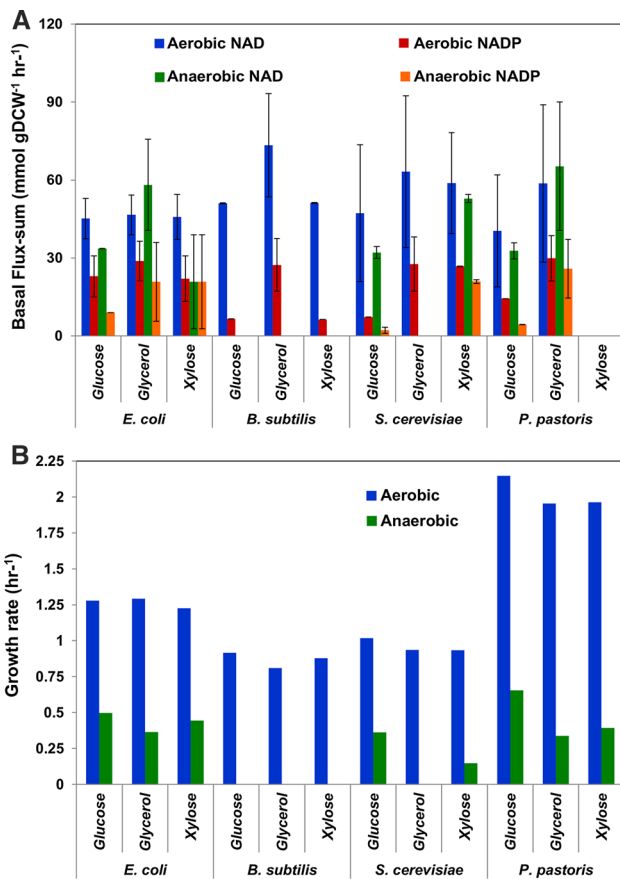 A
Basal Flux-sum (mmol gDCW-1 hr-1)
120
90
60
30
0
Aerobic NAD
Aerobic NADP
Anaerobic NAD
Anaerobic NADP
Glucose Glycerol Xylose Glucose Glycerol Xylose Glucose Glycerol Xylose Glucose Glycerol Xylose
E. coli B. subtilis S. cerevisiae P. pastoris
B
Growth rate (hr-1)
2.25
2
1.75
1.5
1.25
1
0.75
0.5
0.25
0
Aerobic
Anaerobic
Glucose Glycerol Xylose Glucose Glycerol Xylose Glucose Glycerol Xylose Glucose Glycerol Xylose
E. coli B. subtilis S. cerevisiae P. pastoris